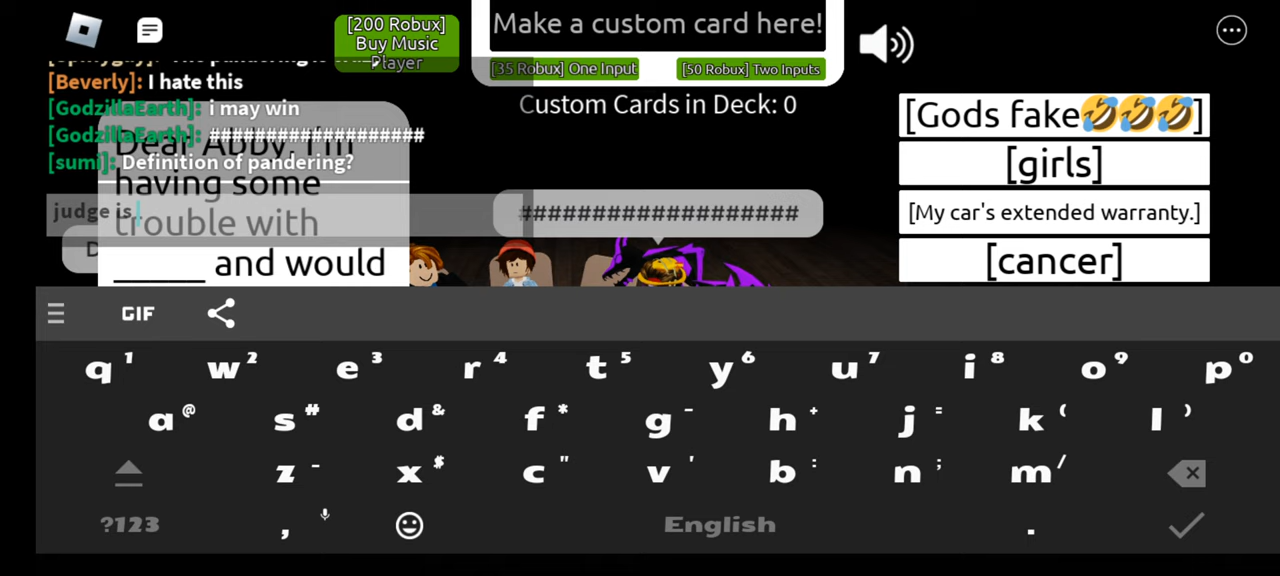 [200 Robux]
Buy Music
Player
Make a custom card here!
[35 Robux] One Input
[50 Robux] Two Inputs
Custom Cards in Deck: 0
[Beverly]: I hate this
[GodzillaEarth]: i may win
[GodzillaEarth]: ###################
[sumi]: Definition of pandering?
judge is
Dear Abby, I'm
having some
trouble with
______ and would
###################
[Gods fake🤣🤣🤣]
[girls]
[My car's extended warranty.]
[cancer]
GIF
q 1 w 2 e 3 r 4 t 5 y 6 u 7 i 8 o 9 p 0
a @ s # d & f * g - h + j = k ( l )
z - x $ c " v ' b : n ; m /
?123 , English .